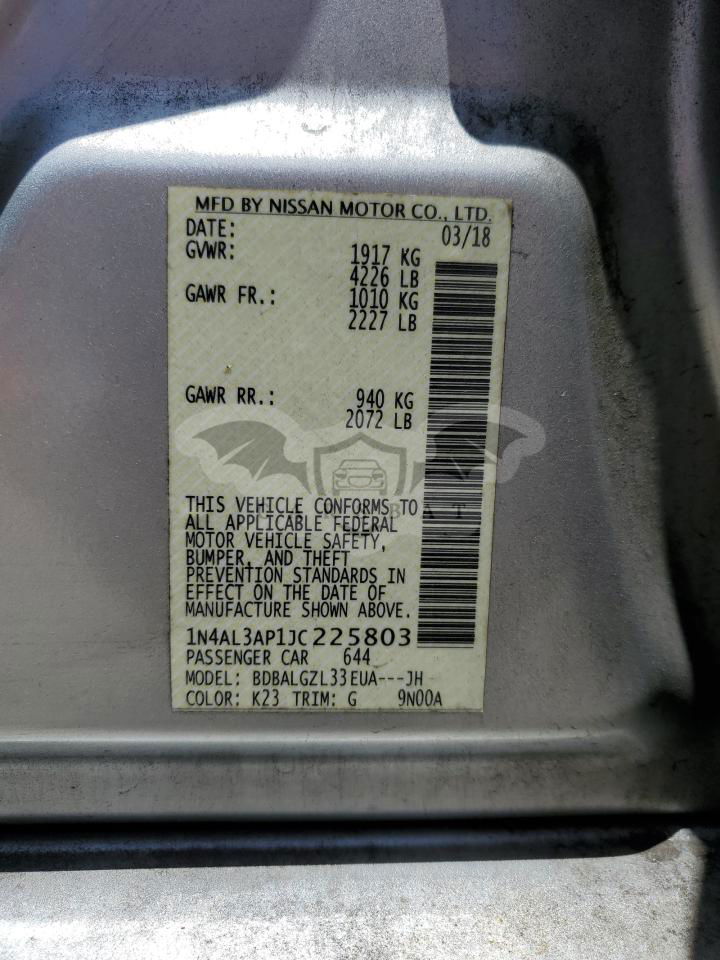 MFD BY NISSAN MOTOR CO., LTD.
DATE: 03/18
GVWR: 1917 KG
4226 LB
GAWR FR.: 1010 KG
2227 LB
GAWR RR.: 940 KG
2072 LB
THIS VEHICLE CONFORMS TO
ALL APPLICABLE FEDERAL
MOTOR VEHICLE SAFETY,
BUMPER, AND THEFT
PREVENTION STANDARDS IN
EFFECT ON THE DATE OF
MANUFACTURE SHOWN ABOVE.
1N4AL3AP1JC225803
PASSENGER CAR 644
MODEL: BDBALGZL33EUA---JH
COLOR: K23 TRIM: G 9N00A